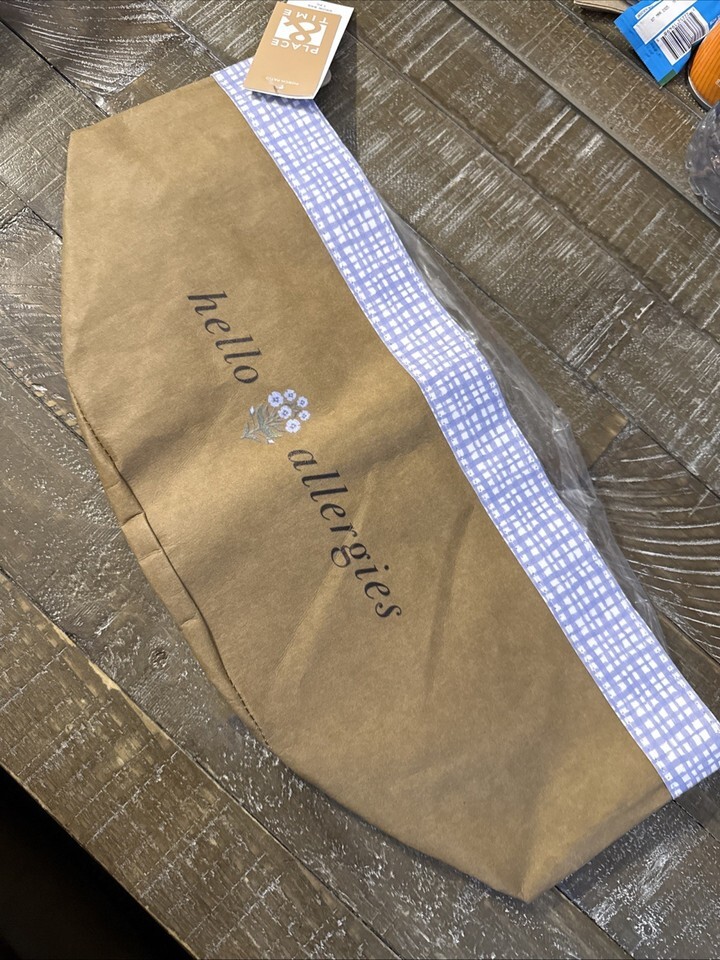 hello
allergies
PLACE
&
TIME